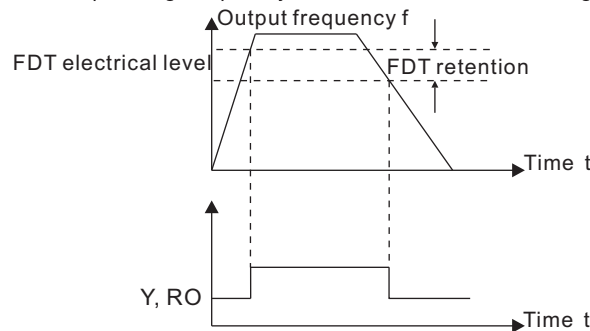 Output frequency f
FDT electrical level
FDT retention
Time t
Y, RO
Time t